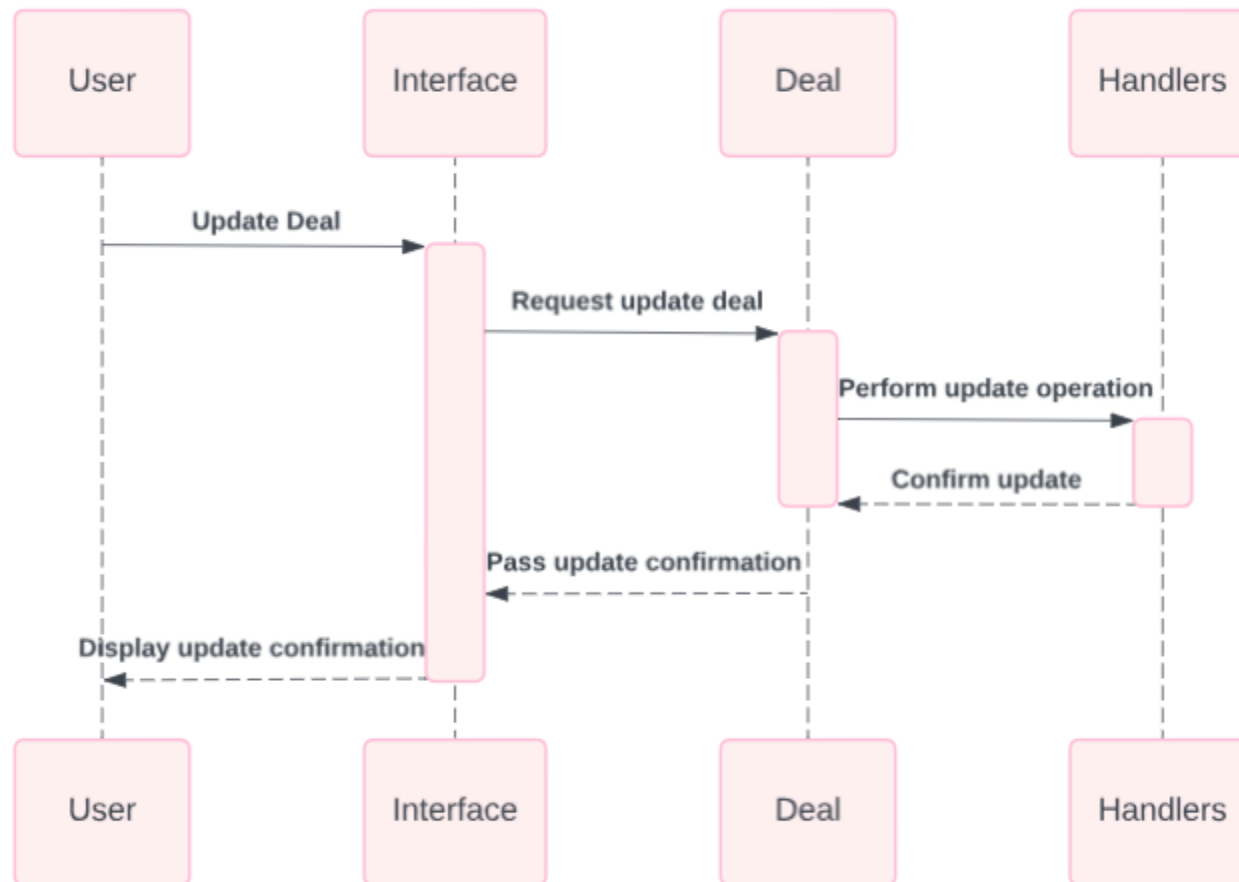 User
Interface
Deal
Handlers
Update Deal
Request update deal
Perform update operation
Confirm update
Pass update confirmation
Display update confirmation
User
Interface
Deal
Handlers